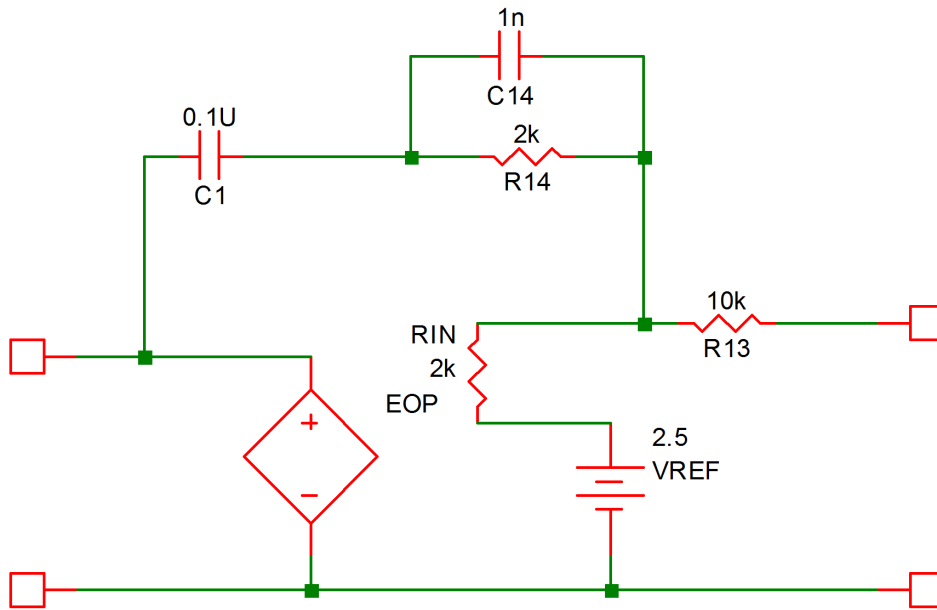 1n
C14
0.1U
C1
2k
R14
10k
R13
RIN
2k
EOP
2.5
VREF
+
−